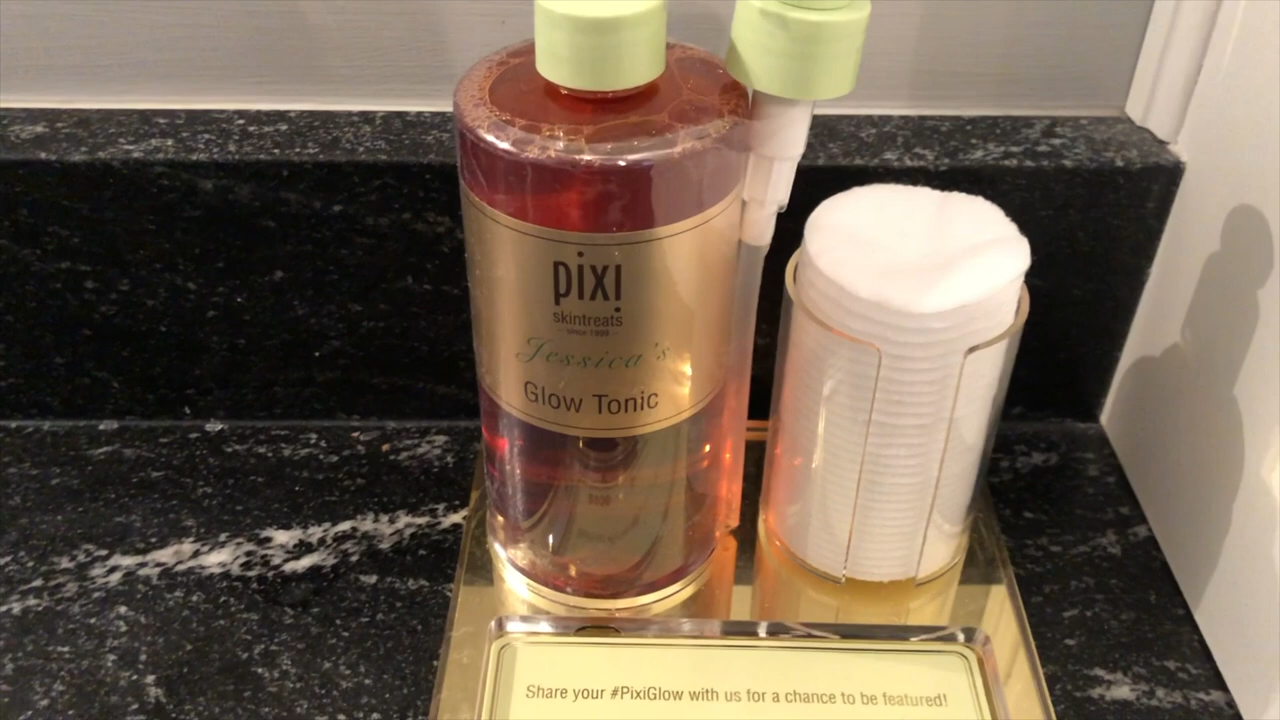 pixi
skintreats
since 1999
Jessica's
Glow Tonic
Share your #PixiGlow with us for a chance to be featured!